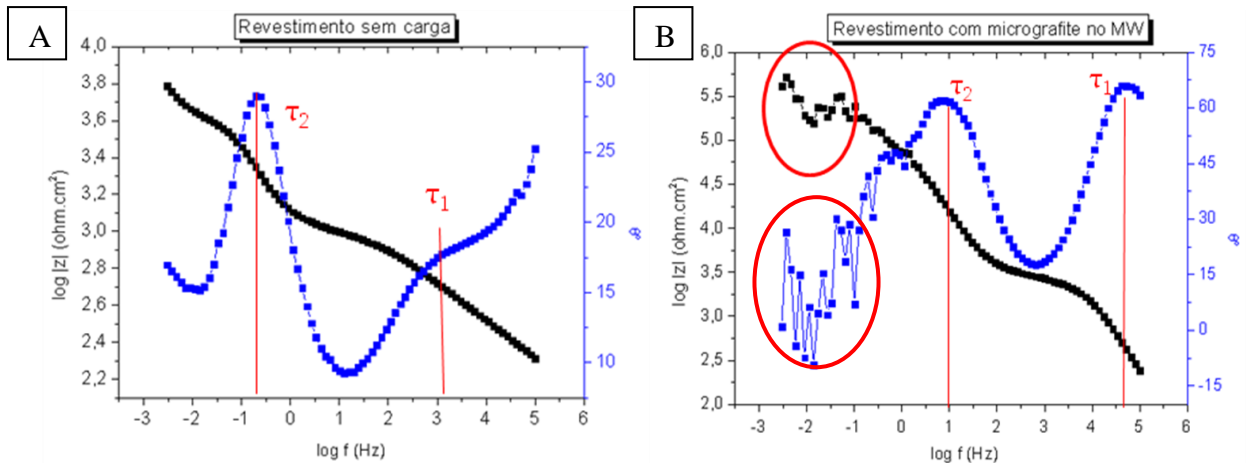 A
Revestimento sem carga
4,0
3,8
3,6
3,4
3,2
3,0
2,8
2,6
2,4
2,2
log |z| (ohm.cm²)
30
25
20
15
10
τ₂
τ₁
-3 -2 -1 0 1 2 3 4 5 6
log f (Hz)
B
Revestimento com micrografite no MW
6,0
5,5
5,0
4,5
4,0
3,5
3,0
2,5
2,0
log |z| (ohm.cm²)
75
60
45
30
15
0
-15
τ₂
τ₁
-3 -2 -1 0 1 2 3 4 5 6
log f (Hz)